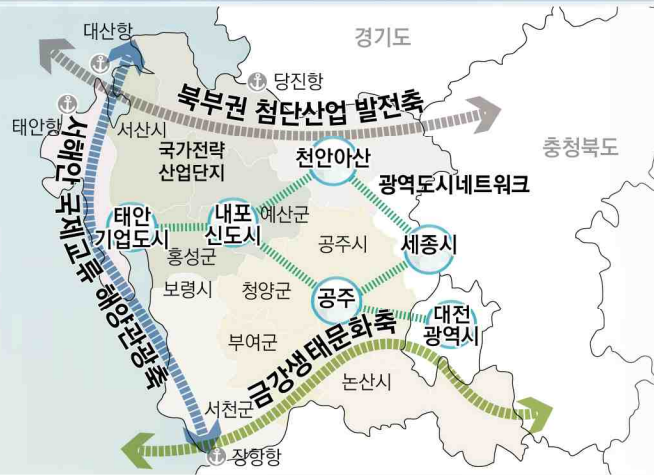 대산항
경기도
당진항
북부권 첨단산업 발전축
태안항
서산시
국가전략
산업단지
천안아산
충청북도
광역도시네트워크
서해안 국제교류 해양관광축
태안
기업도시
내포
신도시
예산군
공주시
세종시
홍성군
보령시
청양군
공주
대전
광역시
부여군
금강생태문화축
논산시
서천군
장항항